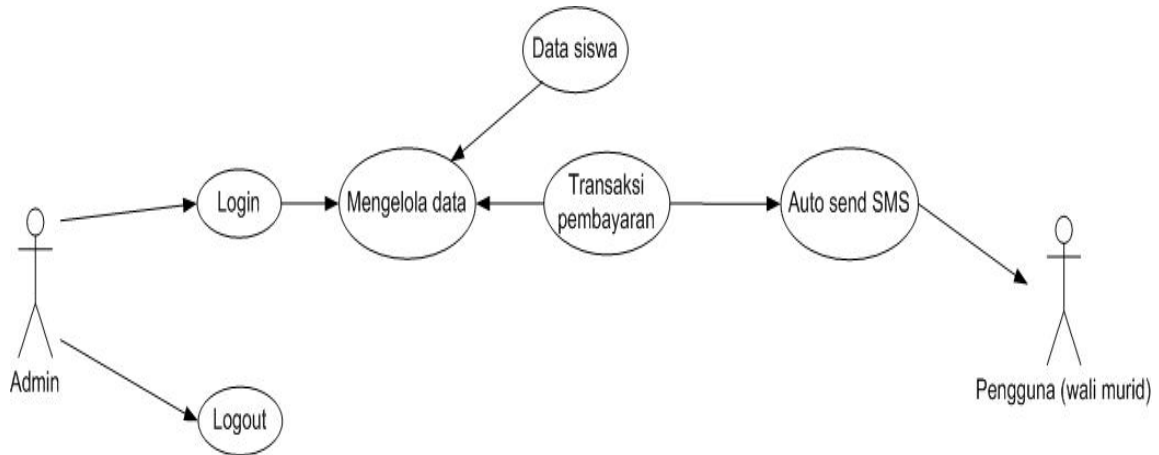 Data siswa
Login
Mengelola data
Transaksi
pembayaran
Auto send SMS
Admin
Pengguna (wali murid)
Logout